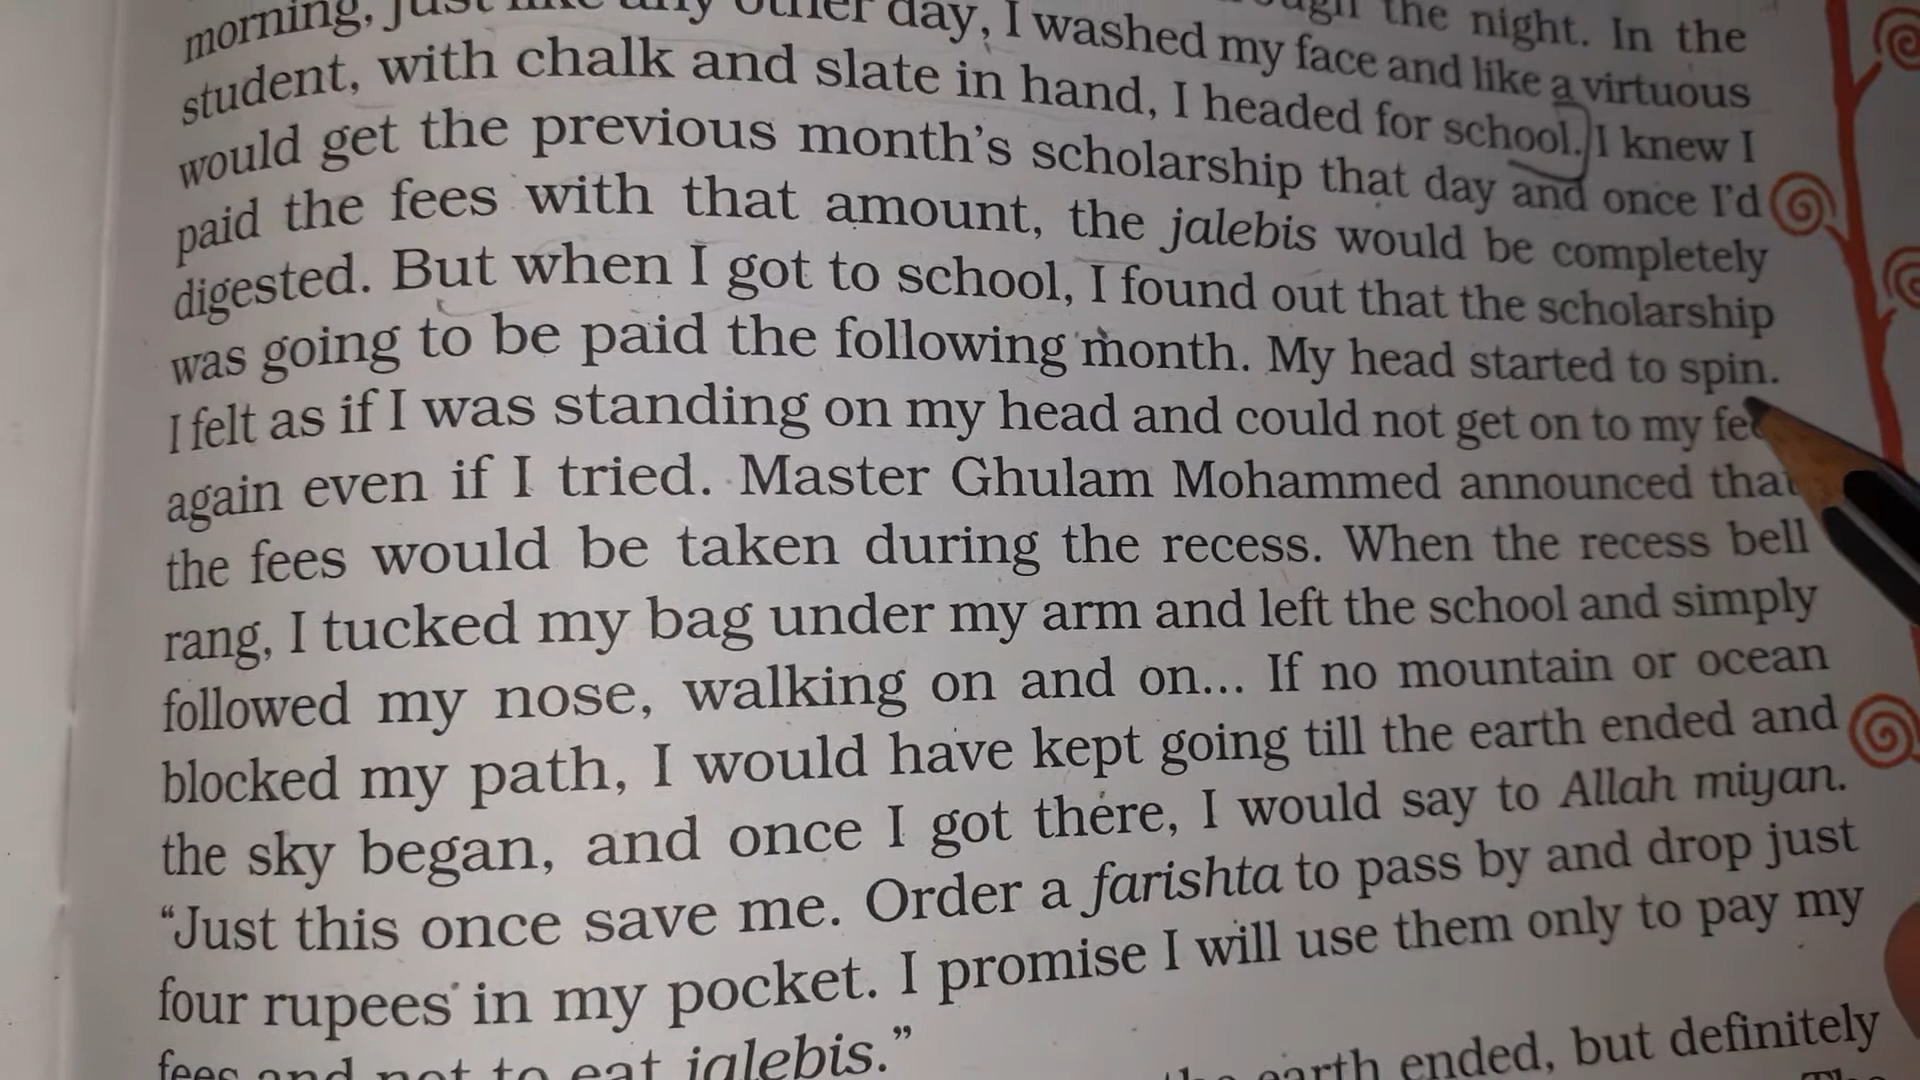 the night. In the
morning, just like any other day, I washed my face and like a virtuous
student, with chalk and slate in hand, I headed for school. I knew I
would get the previous month's scholarship that day and once I'd
paid the fees with that amount, the jalebis would be completely
digested. But when I got to school, I found out that the scholarship
was going to be paid the following month. My head started to spin.
I felt as if I was standing on my head and could not get on to my
again even if I tried. Master Ghulam Mohammed announced that
the fees would be taken during the recess. When the recess bell
rang, I tucked my bag under my arm and left the school and simply
followed my nose, walking on and on... If no mountain or ocean
blocked my path, I would have kept going till the earth ended and
the sky began, and once I got there, I would say to Allah miyan.
“Just this once save me. Order a farishta to pass by and drop just
four rupees in my pocket. I promise I will use them only to pay my
fees and not to eat jalebis.”
the earth ended, but definitely